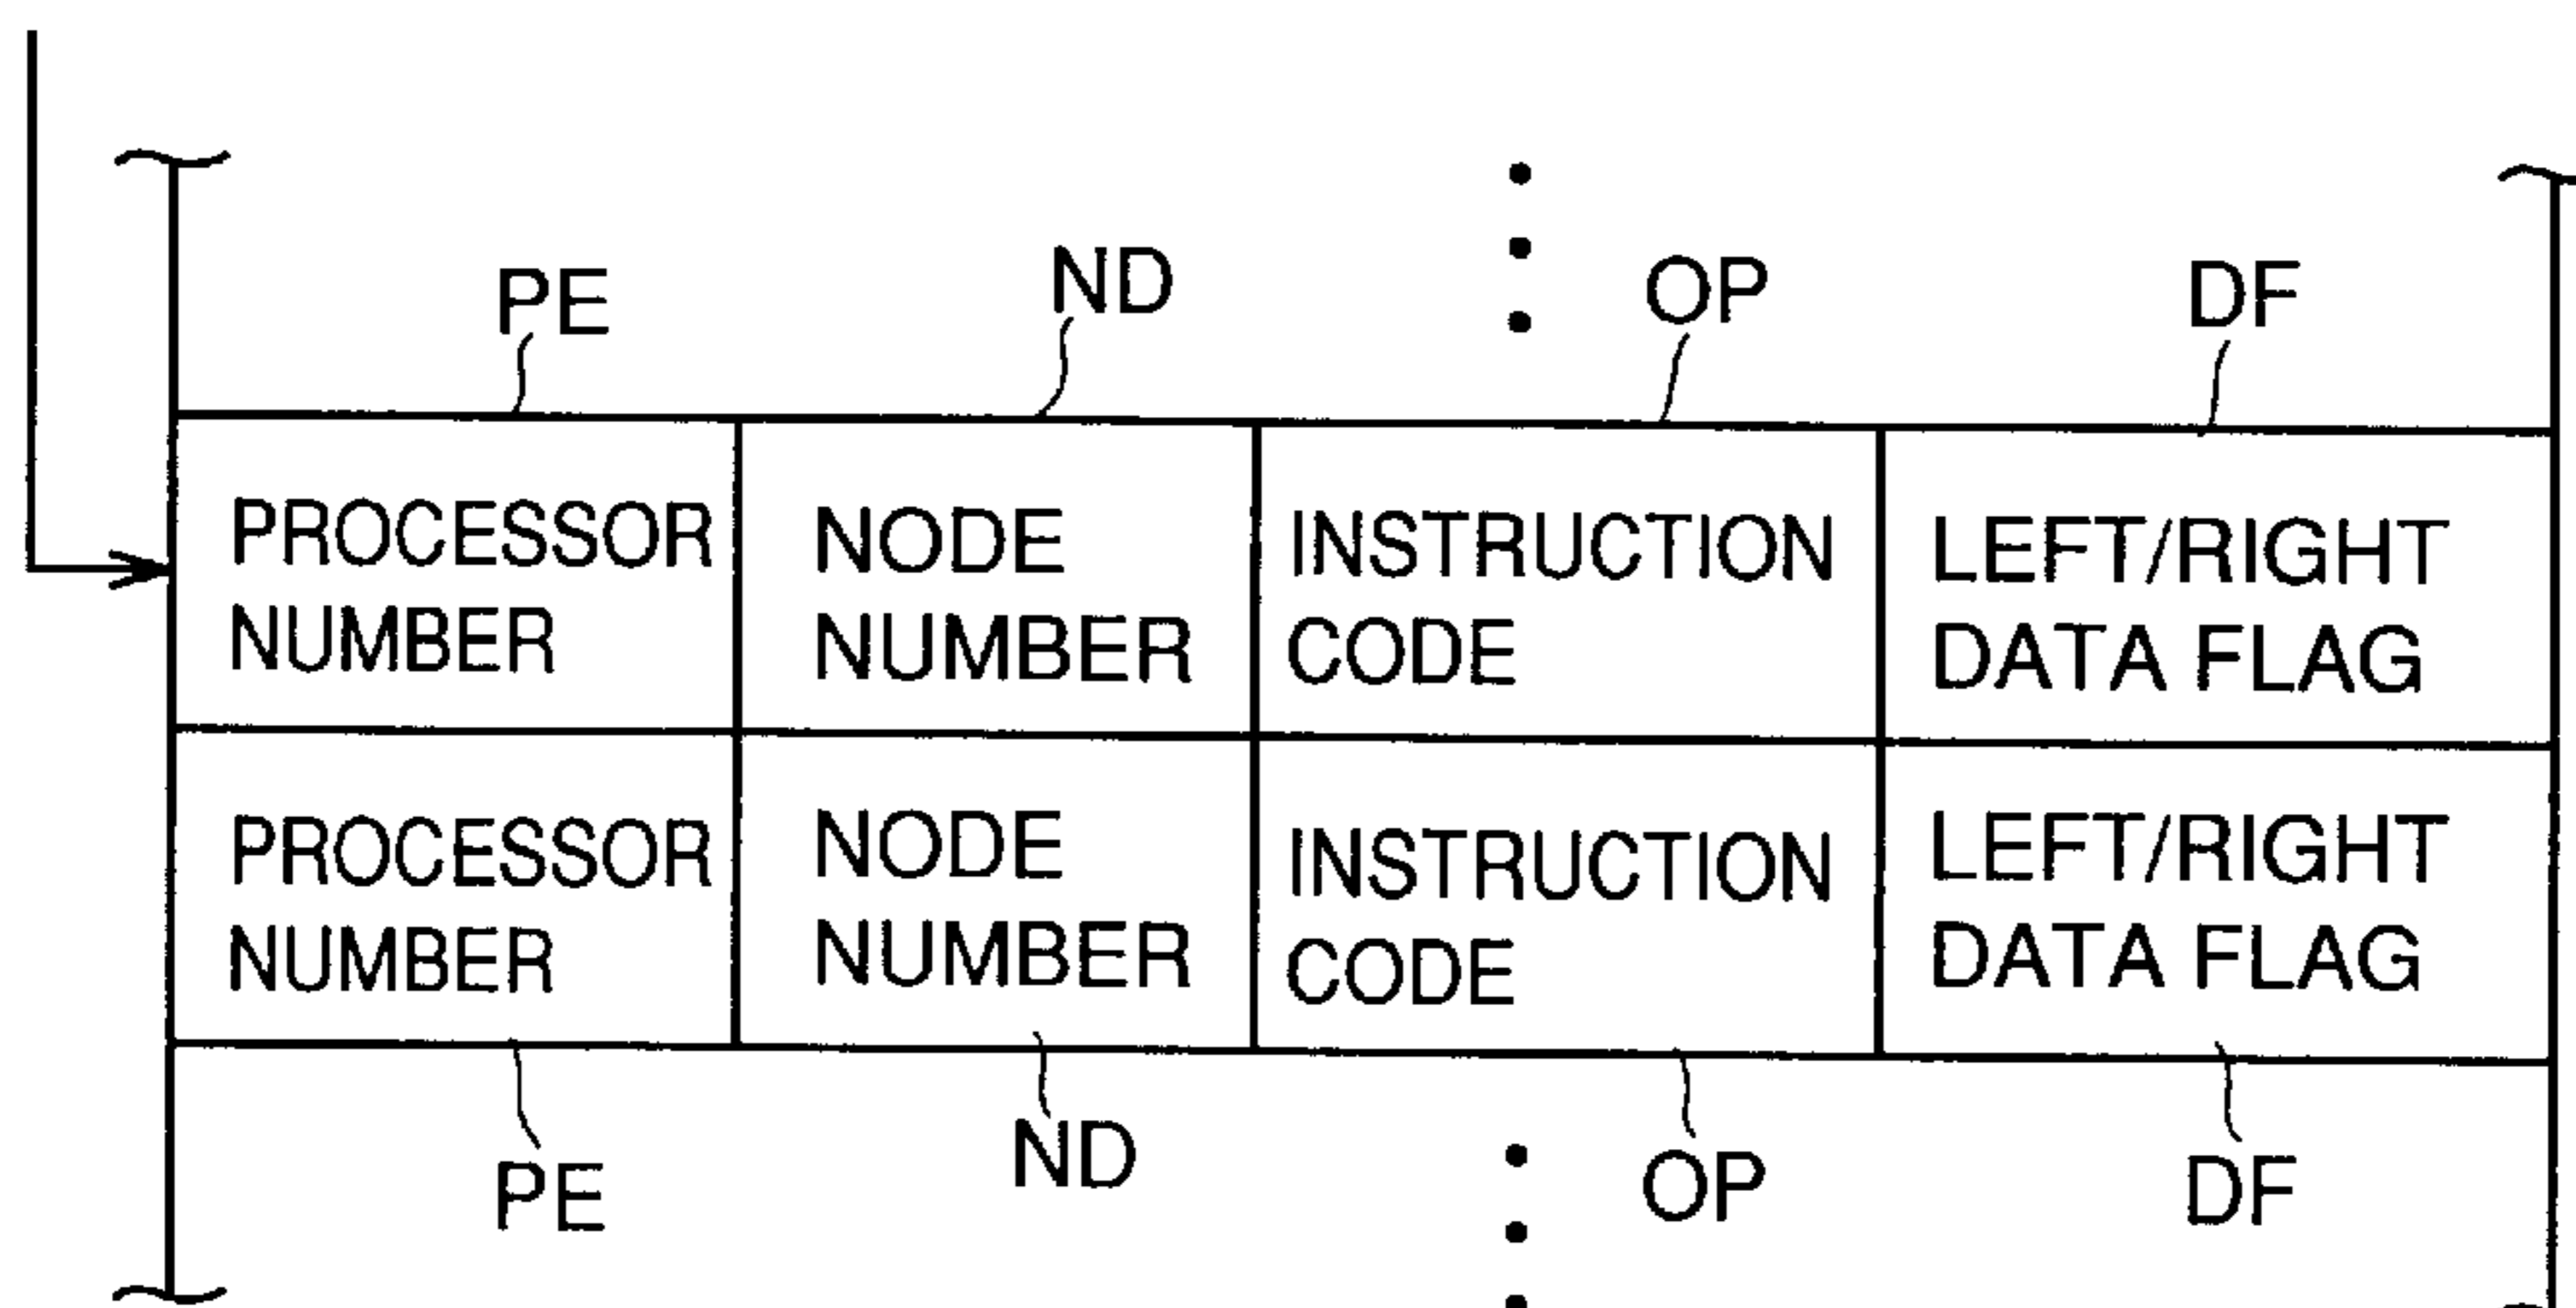 PE ND OP DF
PROCESSOR NUMBER NODE NUMBER INSTRUCTION CODE LEFT/RIGHT DATA FLAG
PROCESSOR NUMBER NODE NUMBER INSTRUCTION CODE LEFT/RIGHT DATA FLAG
PE ND OP DF